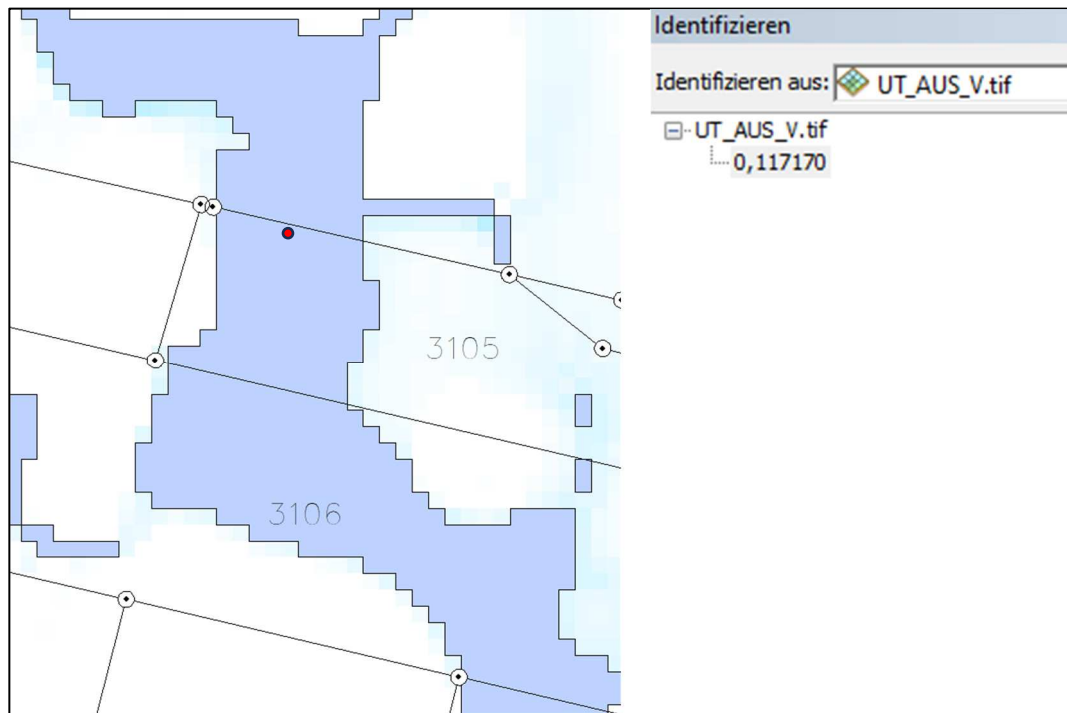 Identifizieren
Identifizieren aus: UT_AUS_V.tif
UT_AUS_V.tif
0,117170
3105
3106